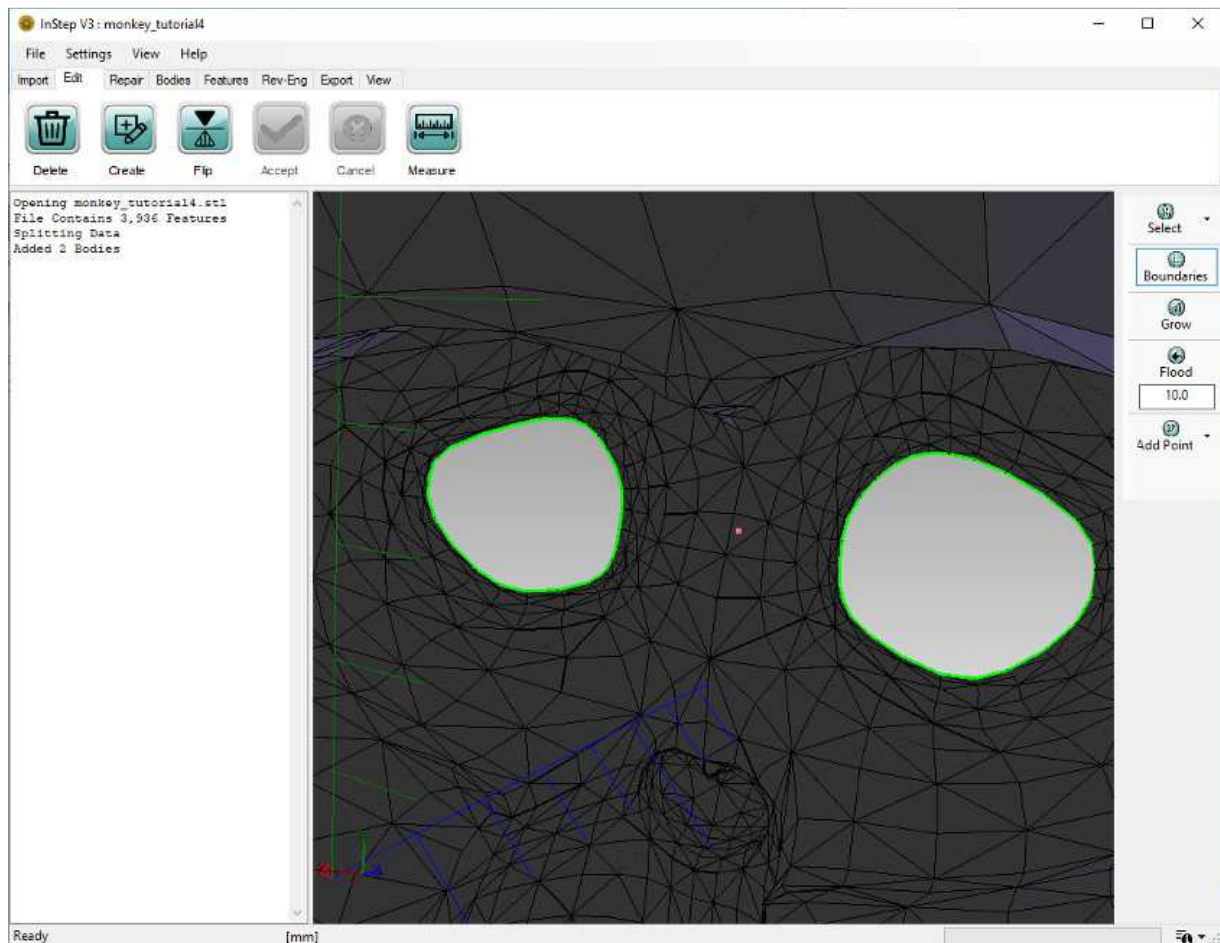 InStep V3 : monkey_tutorial4
File Settings View Help
Import Edit Repair Bodies Features Rev-Eng Export View
Delete Create Flip Accept Cancel Measure
Opening monkey_tutorial4.stl
File Contains 3,936 Features
Splitting Data
Added 2 Bodies
Select
Boundaries
Grow
Flood
10.0
Add Point
Ready [mm]